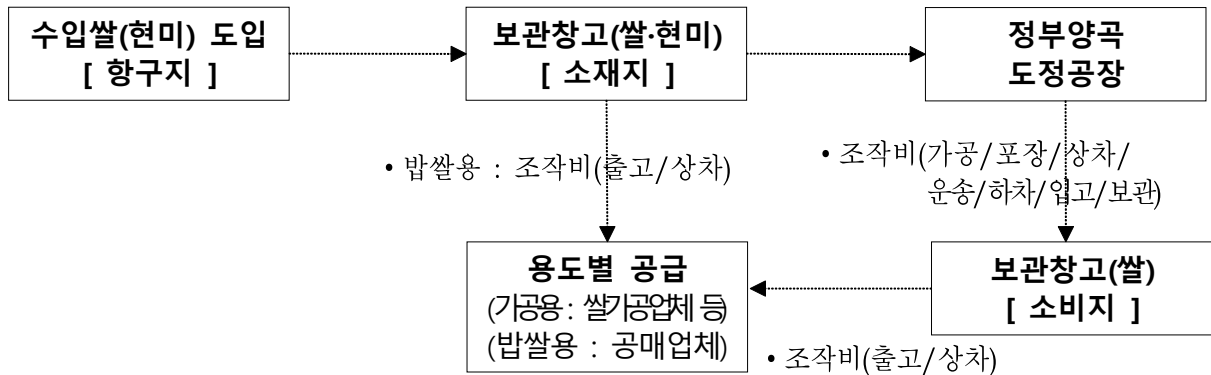 수입쌀(현미) 도입
[ 항구지 ]
보관창고(쌀·현미)
[ 소재지 ]
정부양곡
도정공장
• 밥쌀용 : 조작비(출고/상차)
• 조작비(가공/포장/상차/
운송/하차/입고/보관)
용도별 공급
(가공용 : 쌀가공업체 등)
(밥쌀용 : 공매업체)
보관창고(쌀)
[ 소비지 ]
• 조작비(출고/상차)